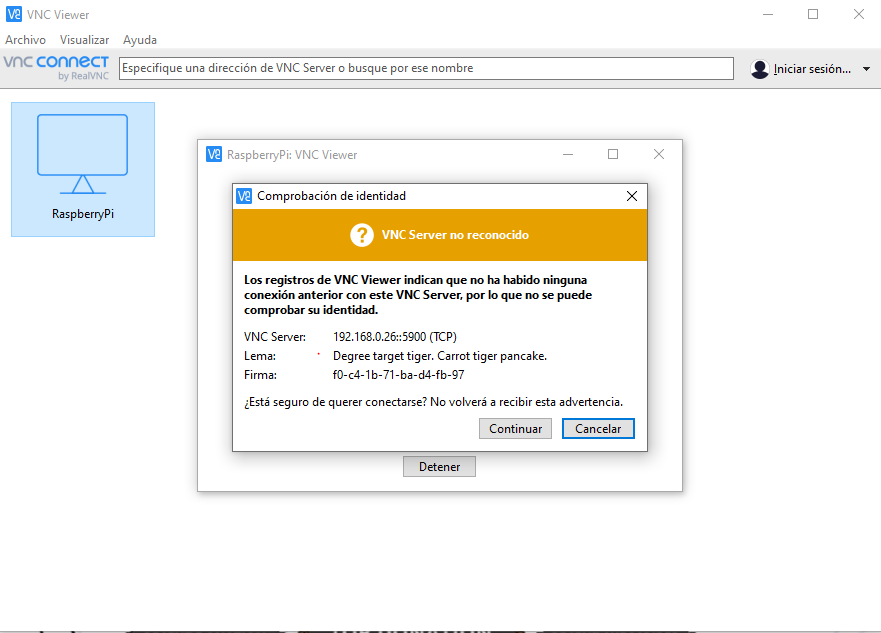 VNC Viewer
Archivo Visualizar Ayuda
vnc connect
by RealVNC
Especifique una dirección de VNC Server o busque por ese nombre
Iniciar sesión...
RaspberryPi
RaspberryPi: VNC Viewer
Comprobación de identidad
VNC Server no reconocido
Los registros de VNC Viewer indican que no ha habido ninguna
conexión anterior con este VNC Server, por lo que no se puede
comprobar su identidad.
VNC Server: 192.168.0.26::5900 (TCP)
Lema: Degree target tiger. Carrot tiger pancake.
Firma: f0-c4-1b-71-ba-d4-fb-97
¿Está seguro de querer conectarse? No volverá a recibir esta advertencia.
Continuar Cancelar
Detener